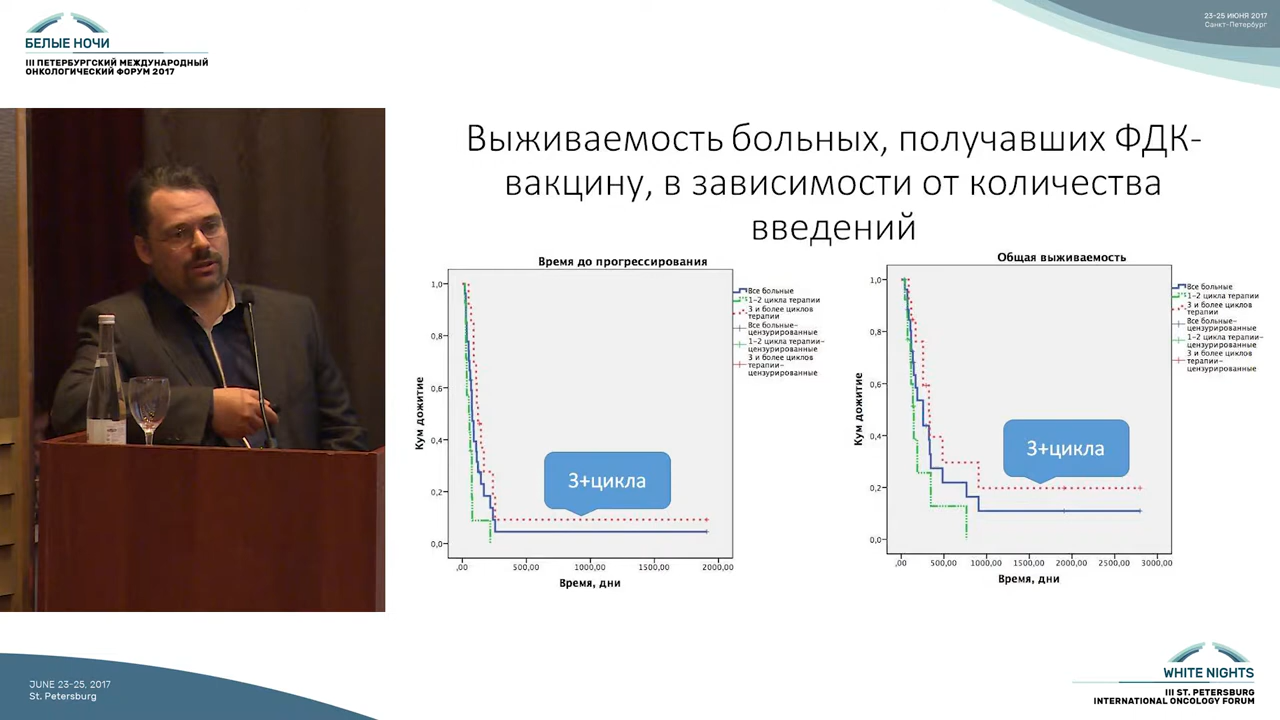 БЕЛЫЕ НОЧИ
III ПЕТЕРБУРГСКИЙ МЕЖДУНАРОДНЫЙ
ОНКОЛОГИЧЕСКИЙ ФОРУМ 2017
23-25 ИЮНЯ 2017
Санкт-Петербург
Выживаемость больных, получавших ФДК-
вакцину, в зависимости от количества
введений
Время до прогрессирования
Кум дожитие
1,0
0,8
0,6
0,4
0,2
0,0
,00 500,00 1000,00 1500,00 2000,00
Время, дни
3+цикла
Все больные
1-2 цикла терапии
3 и более циклов
терапии
Все больные-
цензурированные
1-2 цикла терапии-
цензурированные
3 и более циклов
терапии-
цензурированные
Общая выживаемость
Кум дожитие
1,0
0,8
0,6
0,4
0,2
0,0
,00 500,00 1000,00 1500,00 2000,00 2500,00 3000,00
Время, дни
3+цикла
Все больные
1-2 цикла терапии
3 и более циклов
терапии
Все больные-
цензурированные
1-2 цикла терапии-
цензурированные
3 и более циклов
терапии-
цензурированные
JUNE 23-25, 2017
St. Petersburg
WHITE NIGHTS
III ST. PETERSBURG
INTERNATIONAL ONCOLOGY FORUM